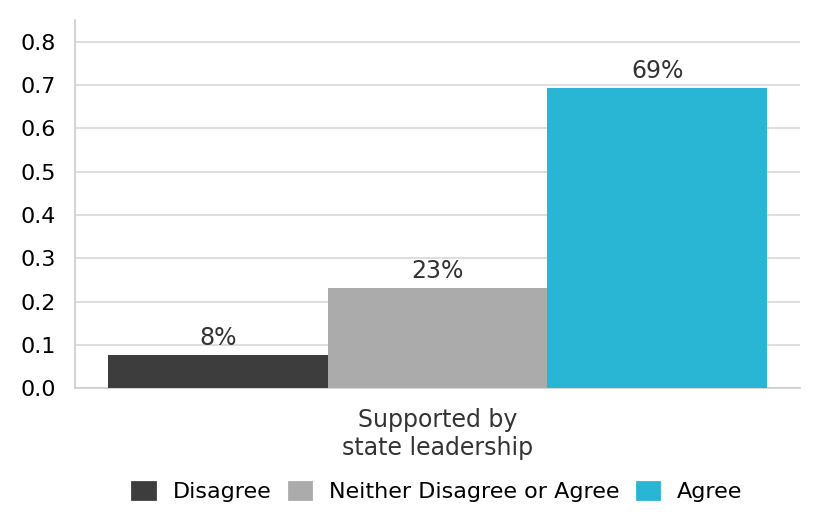 0.8
69%
0.7
0.6
0.5
0.4
0.3
23%
0.2
8%
0.1
0.0
Supported by
state leadership
Disagree
Neither Disagree or Agree
Agree